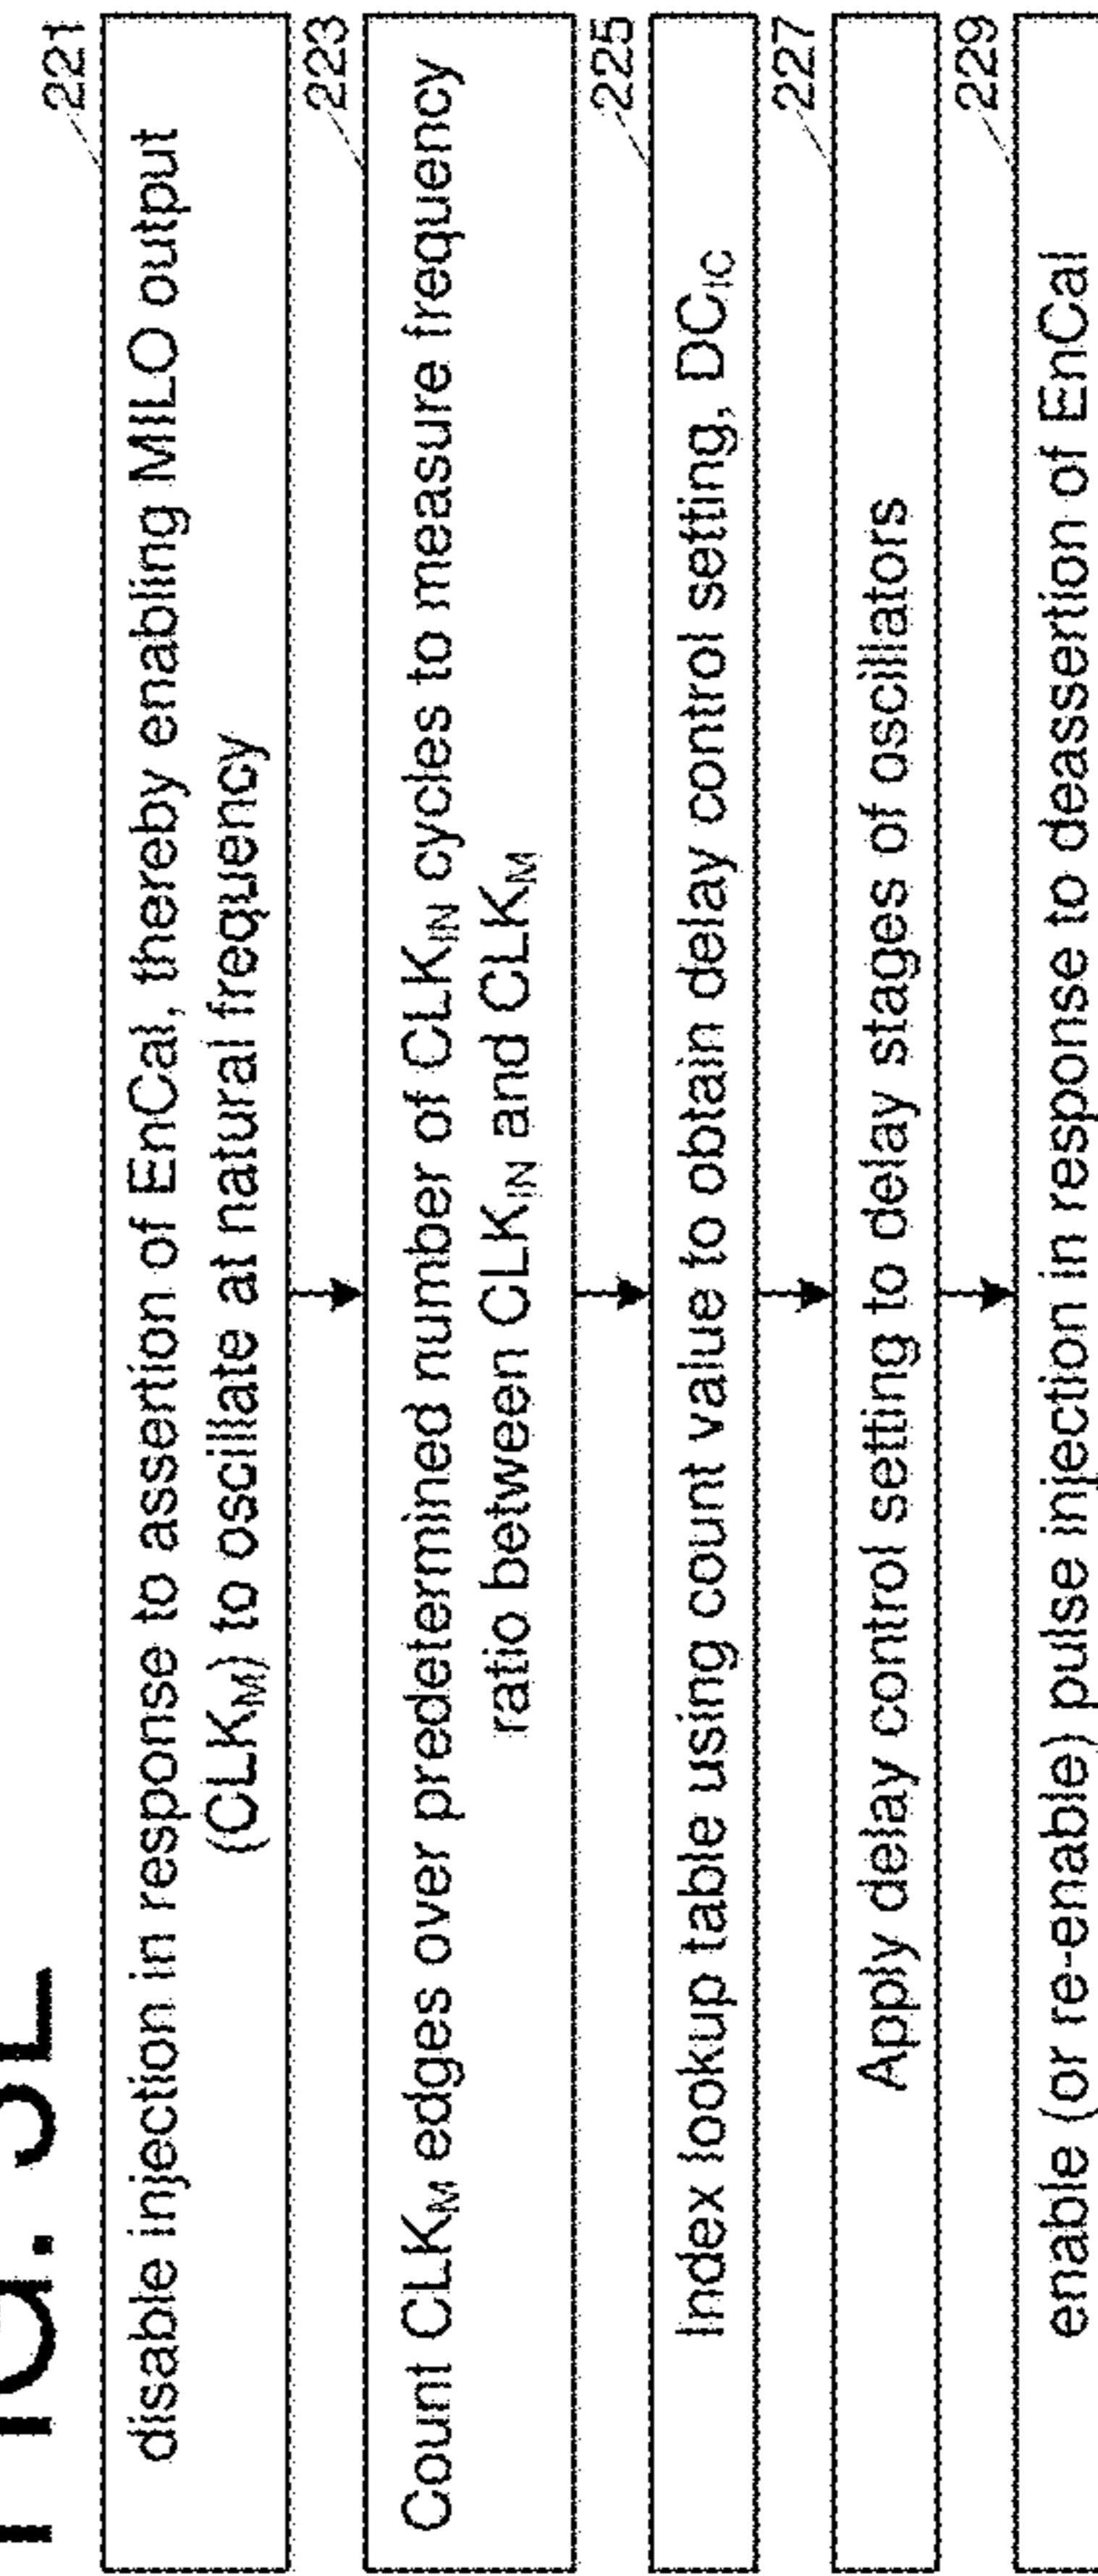 221
disable injection in response to assertion of EnCal, thereby enabling MILO output
(CLKM) to oscillate at natural frequency
223
Count CLKM edges over predetermined number of CLKIN cycles to measure frequency
ratio between CLKIN and CLKM
225
Index lookup table using count value to obtain delay control setting, DCIC
227
Apply delay control setting to delay stages of oscillators
229
enable (or re-enable) pulse injection in response to deassertion of EnCal